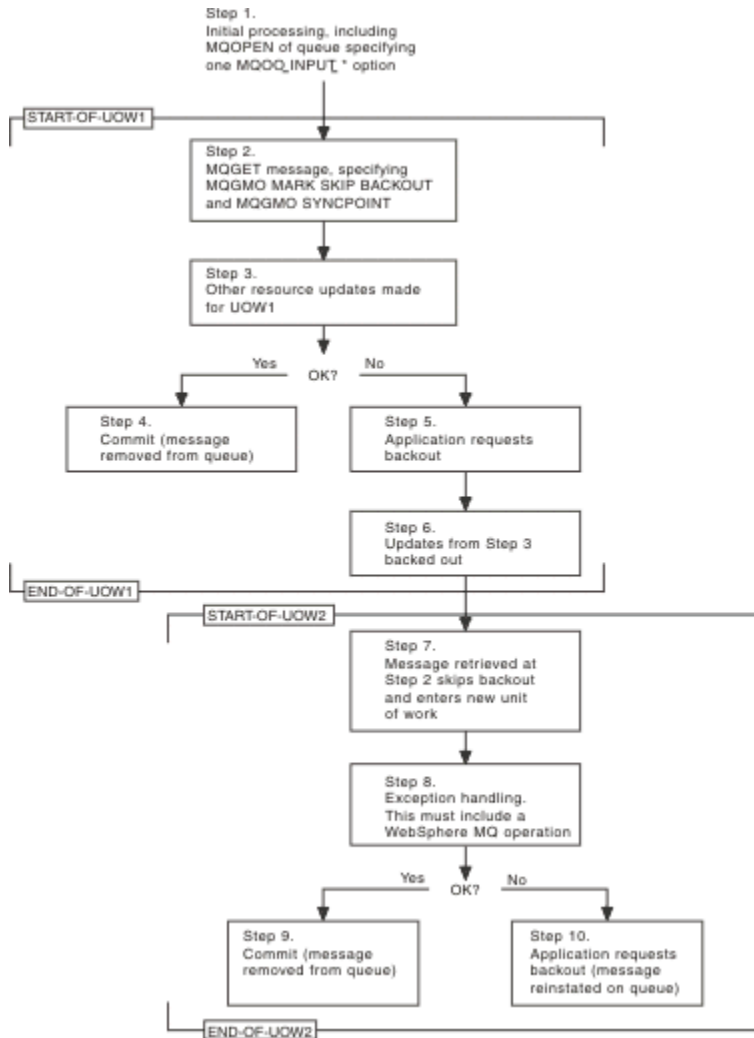 Step 1.
Initial processing, including
MQOPEN of queue specifying
one MQOO_INPUT_* option
START-OF-UOW1
Step 2.
MQGET message, specifying
MQGMO MARK SKIP BACKOUT
and MQGMO SYNCPOINT
Step 3.
Other resource updates made
for UOW1
Yes
OK?
No
Step 4.
Commit (message
removed from queue)
Step 5.
Application requests
backout
Step 6.
Updates from Step 3
backed out
END-OF-UOW1
START-OF-UOW2
Step 7.
Message retrieved at
Step 2 skips backout
and enters new unit
of work
Step 8.
Exception handling.
This must include a
WebSphere MQ operation
Yes
OK?
No
Step 9.
Commit (message
removed from queue)
Step 10.
Application requests
backout (message
reinstated on queue)
END-OF-UOW2